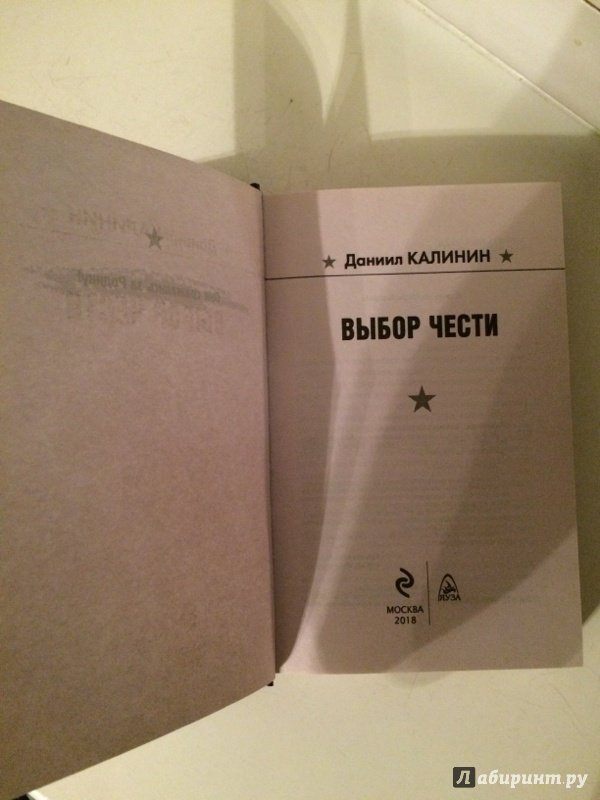 Даниил КАЛИНИН
ВЫБОР ЧЕСТИ
МОСКВА
2018
ЯУЗА
Лабиринт.ру